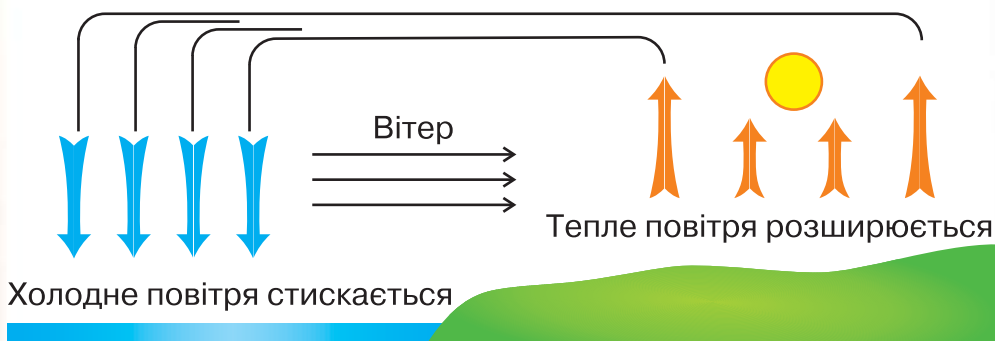 Вітер
Тепле повітря розширюється
Холодне повітря стискається